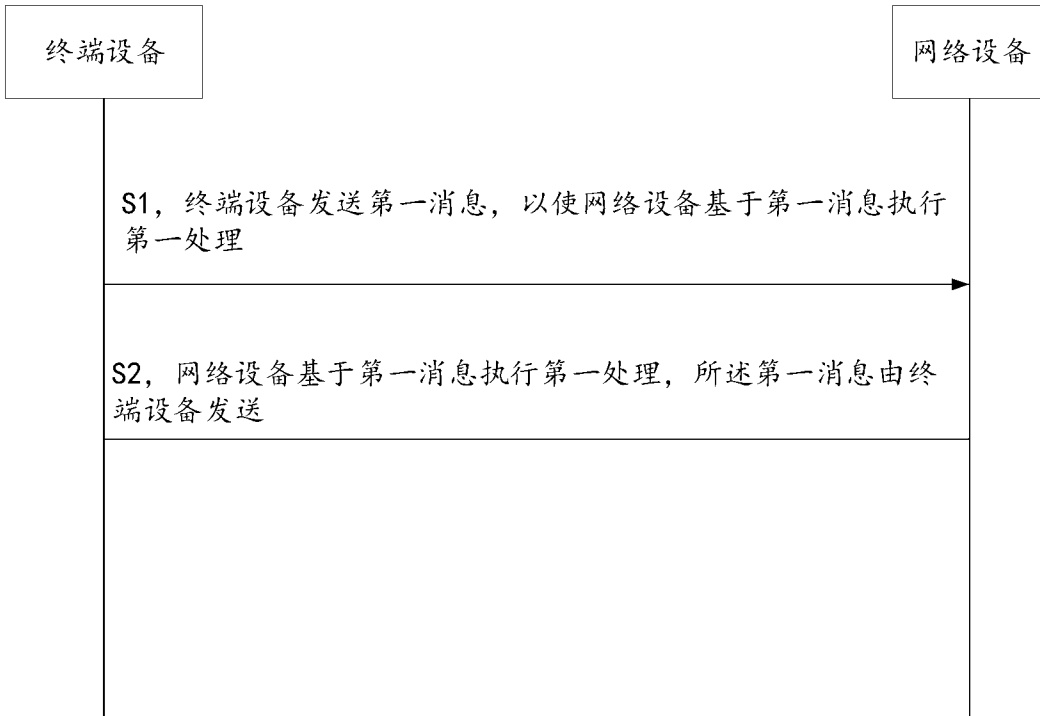 终端设备
网络设备
S1，终端设备发送第一消息，以使网络设备基于第一消息执行
第一处理
S2，网络设备基于第一消息执行第一处理，所述第一消息由终
端设备发送